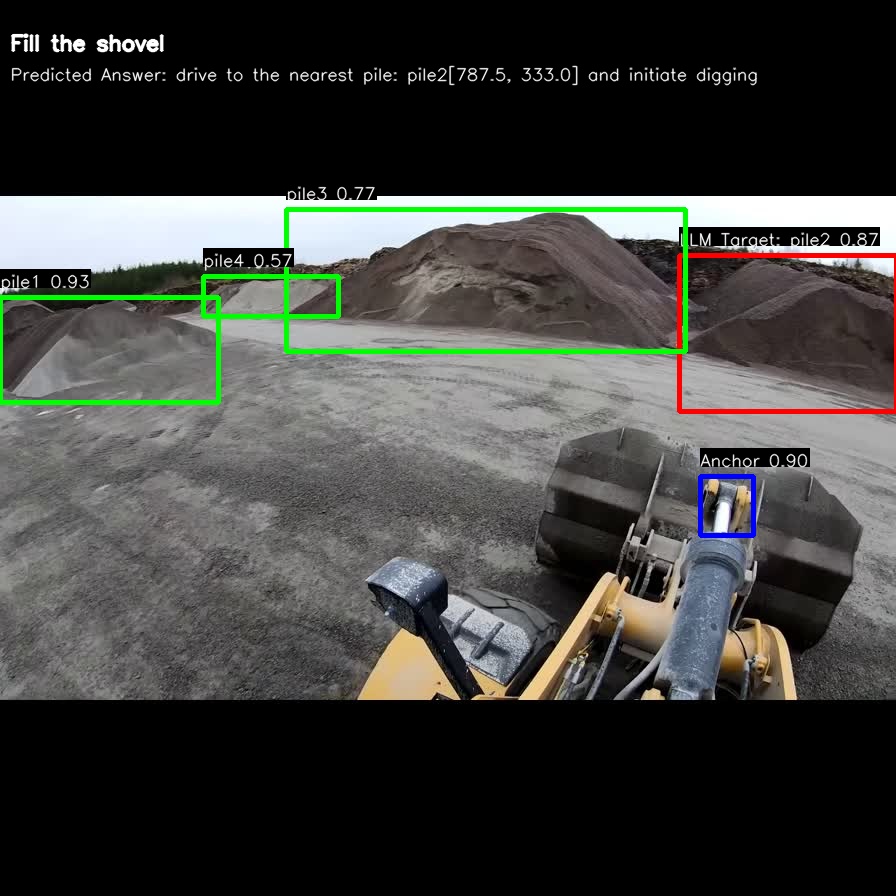 Fill the shovel
Predicted Answer: drive to the nearest pile: pile2[787.5, 333.0] and initiate digging
pile3 0.77
LLM Target: pile2 0.87
pile4 0.57
pile1 0.93
Anchor 0.90